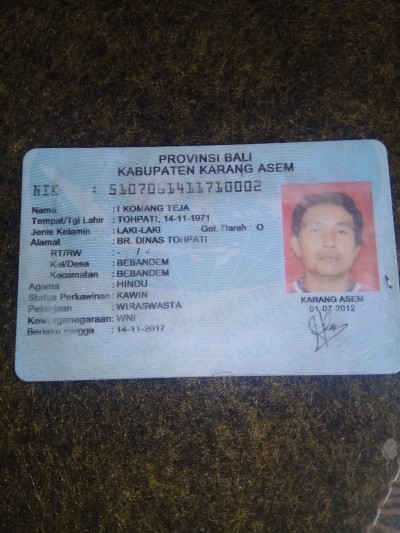 PROVINSI BALI
KABUPATEN KARANG ASEM
NIK : 5107061411710002
Nama : I KOMANG TEJA
Tempat/Tgl Lahir : TOHPATI, 14-11-1971
Jenis Kelamin : LAKI-LAKI Gol. Darah : O
Alamat : BR. DINAS TOHPATI
RT/RW : - / -
Kel/Desa : BEBANDEM
Kecamatan : BEBANDEM
Agama : HINDU
Status Perkawinan : KAWIN
Pekerjaan : WIRASWASTA
Kewarganegaraan : WNI
Berlaku Hingga : 14-11-2017
KARANG ASEM
01-07-2012